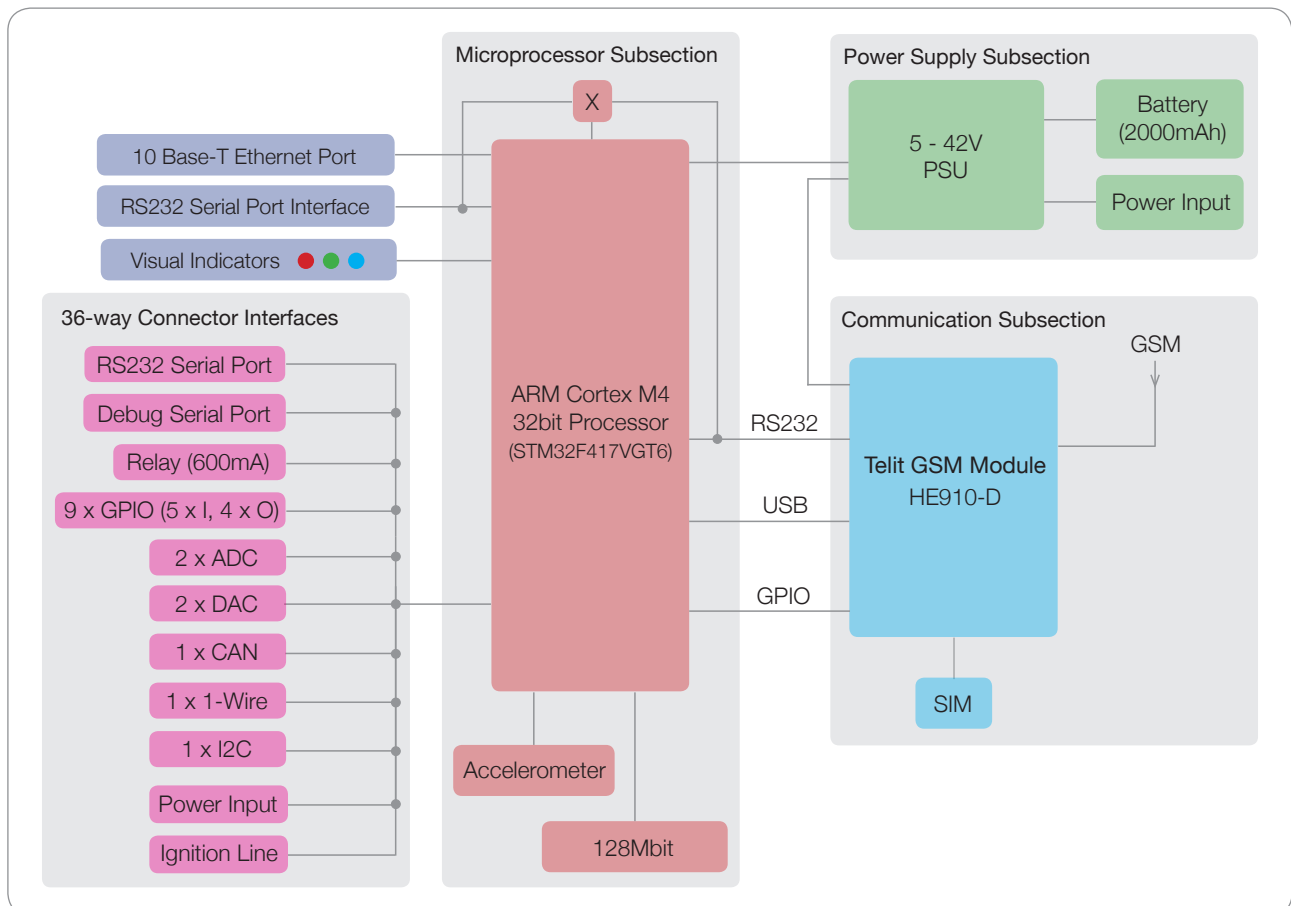 Microprocessor Subsection
X
10 Base-T Ethernet Port
RS232 Serial Port Interface
Visual Indicators
36-way Connector Interfaces
RS232 Serial Port
Debug Serial Port
Relay (600mA)
9 x GPIO (5 x I, 4 x O)
2 x ADC
2 x DAC
1 x CAN
1 x 1-Wire
1 x I2C
Power Input
Ignition Line
ARM Cortex M4
32bit Processor
(STM32F417VGT6)
Accelerometer
128Mbit
Power Supply Subsection
5 - 42V
PSU
Battery
(2000mAh)
Power Input
Communication Subsection
GSM
RS232
USB
GPIO
Telit GSM Module
HE910-D
SIM